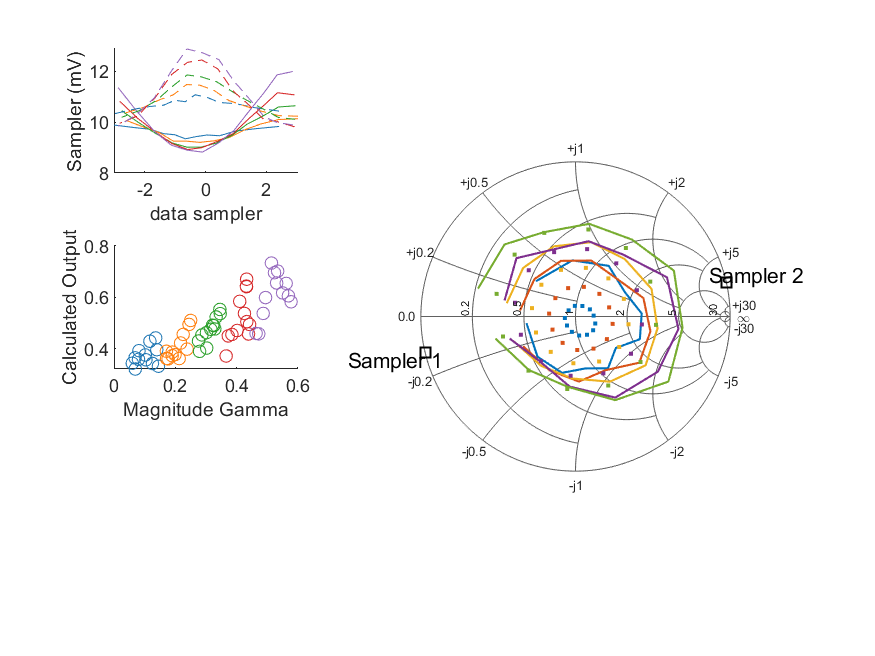 Sampler (mV)
12
10
8
-2
0
2
data sampler
Calculated Output
0.8
0.6
0.4
0
0.2
0.4
0.6
Magnitude Gamma
+j1
+j0.5
+j2
+j0.2
+j5
Sampler 2
0.0
0.2
0.5
1
2
5
30
+j30
∞
-j30
Sampler 1
-j0.2
-j5
-j0.5
-j2
-j1